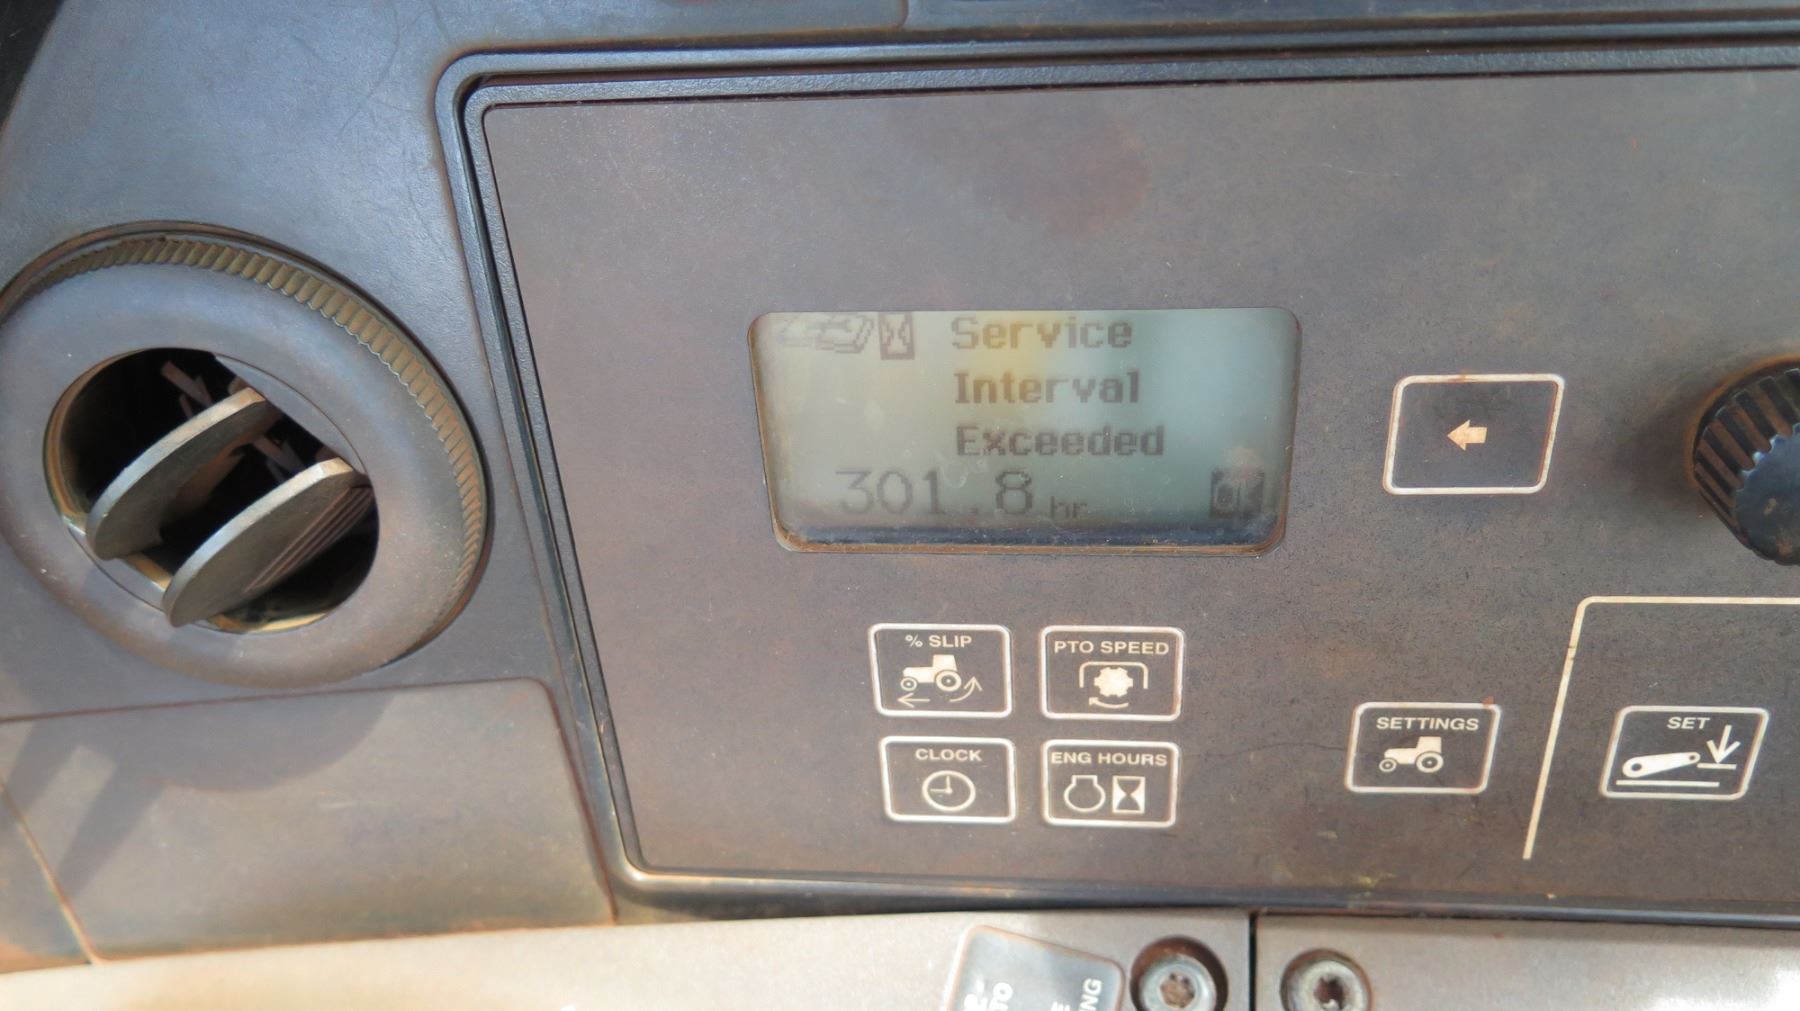 Service
Interval
Exceeded
301.8 hr OK
% SLIP
PTO SPEED
CLOCK
ENG HOURS
SETTINGS
SET